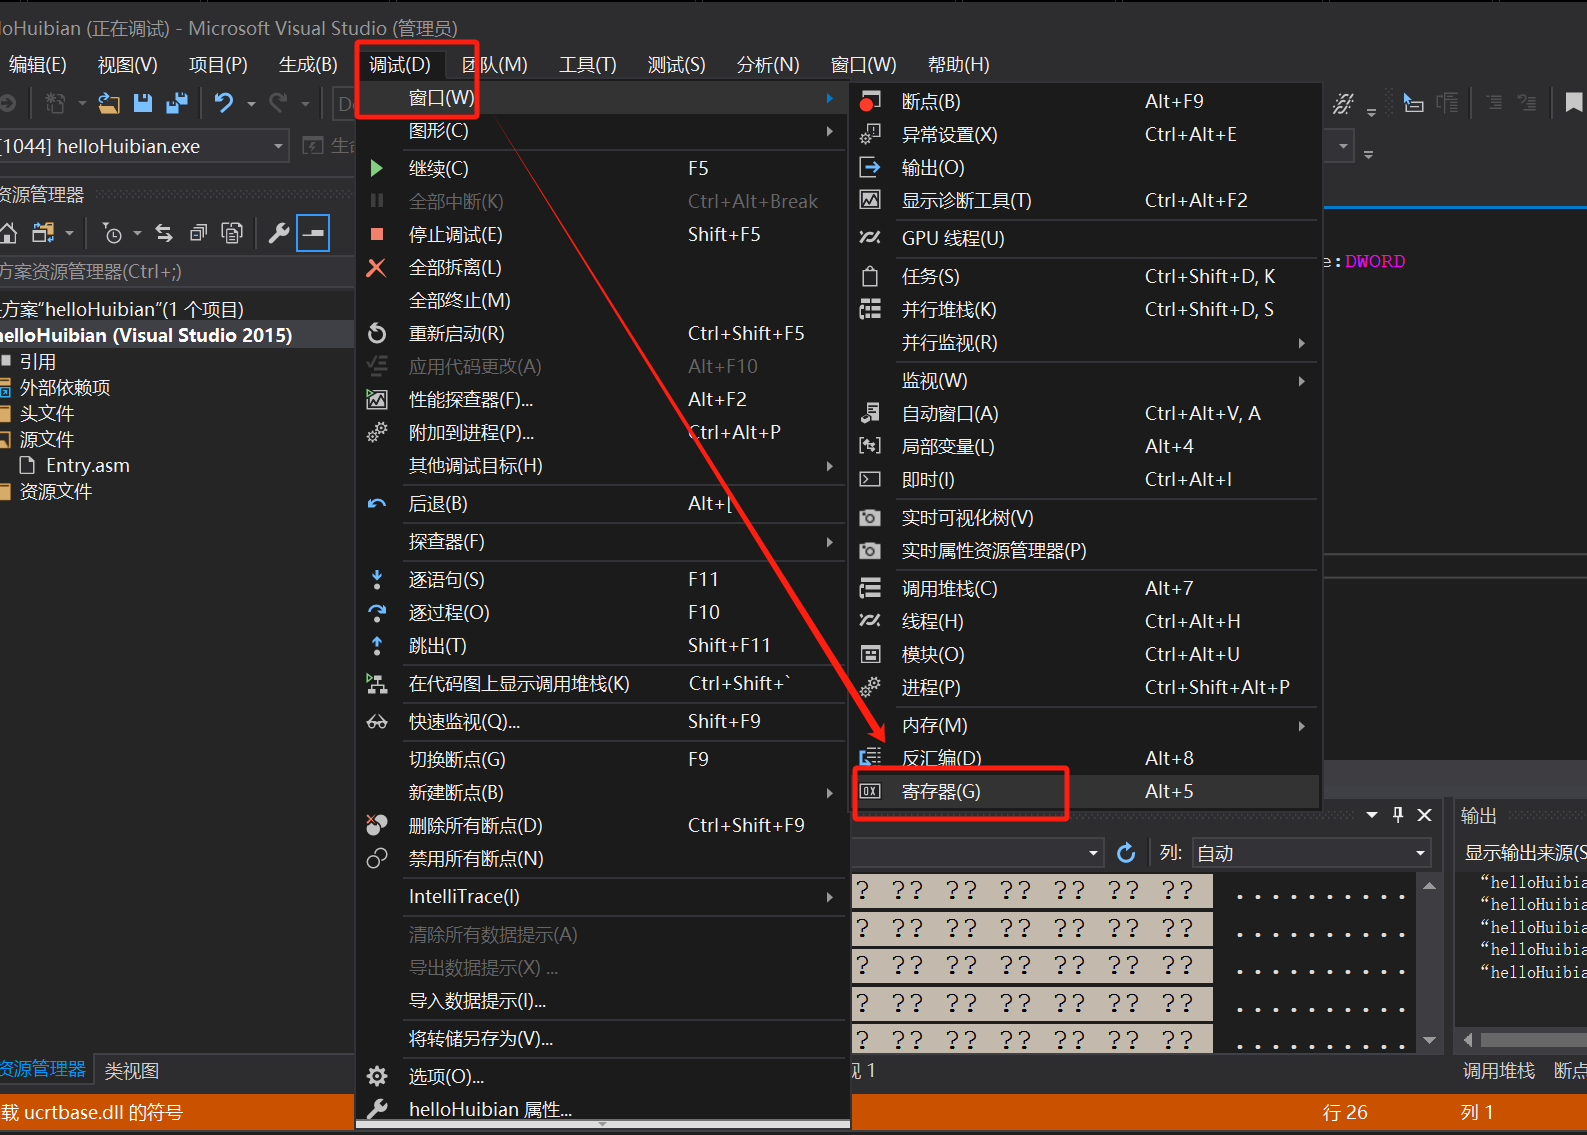 loHuibian (正在调试) - Microsoft Visual Studio (管理员)
编辑(E) 视图(V) 项目(P) 生成(B) 调试(D) 团队(M) 工具(T) 测试(S) 分析(N) 窗口(W) 帮助(H)
[1044] helloHuibian.exe
资源管理器
方案资源管理器(Ctrl+;)
方案“helloHuibian”(1 个项目)
helloHuibian (Visual Studio 2015)
引用
外部依赖项
头文件
源文件
Entry.asm
资源文件
资源管理器 类视图
载 ucrtbase.dll 的符号
窗口(W)
图形(C)
继续(C) F5
全部中断(K) Ctrl+Alt+Break
停止调试(E) Shift+F5
全部拆离(L)
全部终止(M)
重新启动(R) Ctrl+Shift+F5
应用代码更改(A) Alt+F10
性能探查器(F)... Alt+F2
附加到进程(P)... Ctrl+Alt+P
其他调试目标(H)
后退(B) Alt+[
探查器(F)
逐语句(S) F11
逐过程(O) F10
跳出(T) Shift+F11
在代码图上显示调用堆栈(K) Ctrl+Shift+`
快速监视(Q)... Shift+F9
切换断点(G) F9
新建断点(B)
删除所有断点(D) Ctrl+Shift+F9
禁用所有断点(N)
IntelliTrace(I)
清除所有数据提示(A)
导出数据提示(X) ...
导入数据提示(I)...
将转储另存为(V)...
选项(O)...
helloHuibian 属性...
断点(B) Alt+F9
异常设置(X) Ctrl+Alt+E
输出(O)
显示诊断工具(T) Ctrl+Alt+F2
GPU 线程(U)
任务(S) Ctrl+Shift+D, K
并行堆栈(K) Ctrl+Shift+D, S
并行监视(R)
监视(W)
自动窗口(A) Ctrl+Alt+V, A
局部变量(L) Alt+4
即时(I) Ctrl+Alt+I
实时可视化树(V)
实时属性资源管理器(P)
调用堆栈(C) Alt+7
线程(H) Ctrl+Alt+H
模块(O) Ctrl+Alt+U
进程(P) Ctrl+Shift+Alt+P
内存(M)
反汇编(D) Alt+8
寄存器(G) Alt+5
e:DWORD
列: 自动
? ?? ?? ?? ?? ?? ?? ..........
? ?? ?? ?? ?? ?? ?? ..........
? ?? ?? ?? ?? ?? ?? ..........
? ?? ?? ?? ?? ?? ?? ..........
? ?? ?? ?? ?? ?? ?? ..........
视 1
输出
显示输出来源(S
“helloHuibia
“helloHuibia
“helloHuibia
“helloHuibia
“helloHuibia
调用堆栈 断点
行 26 列 1